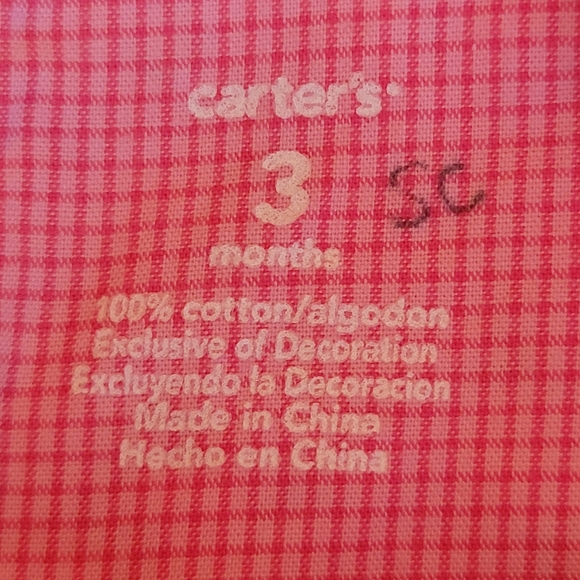 carter's
3 SC
months
100% cotton/algodon
Exclusive of Decoration
Excluyendo la Decoracion
Made in China
Hecho en China